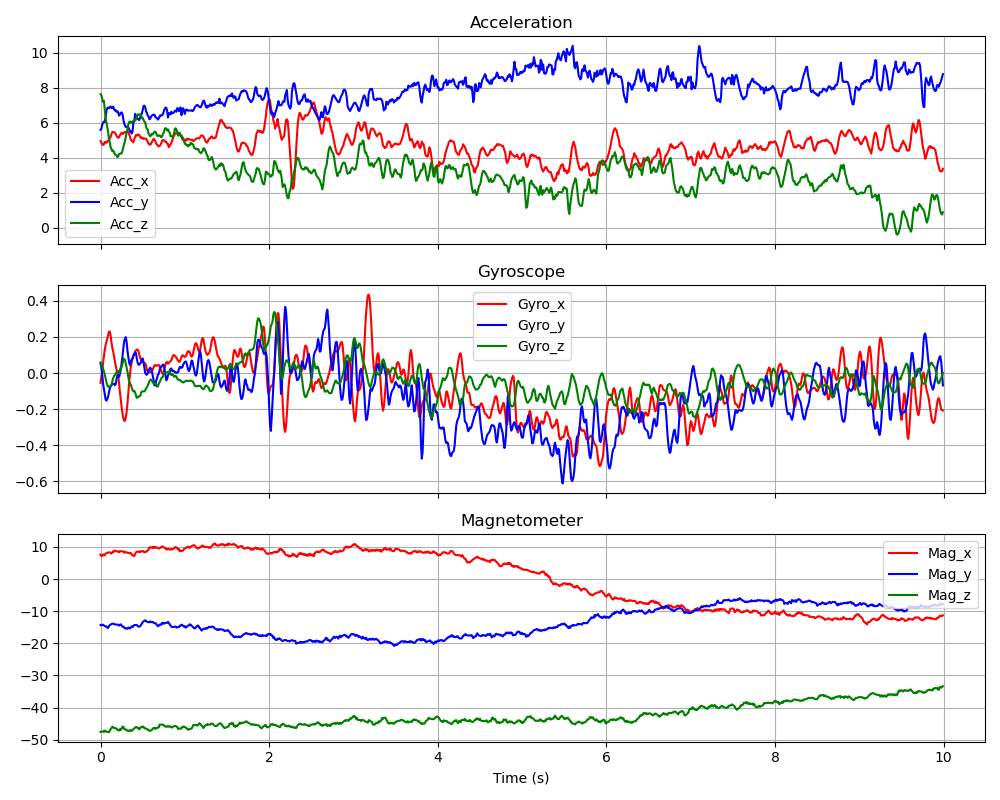 Acceleration
10
8
6
4
2
0
Acc_x
Acc_y
Acc_z
Gyroscope
0.4
0.2
0.0
−0.2
−0.4
−0.6
Gyro_x
Gyro_y
Gyro_z
Magnetometer
10
0
−10
−20
−30
−40
−50
Mag_x
Mag_y
Mag_z
0 2 4 6 8 10
Time (s)